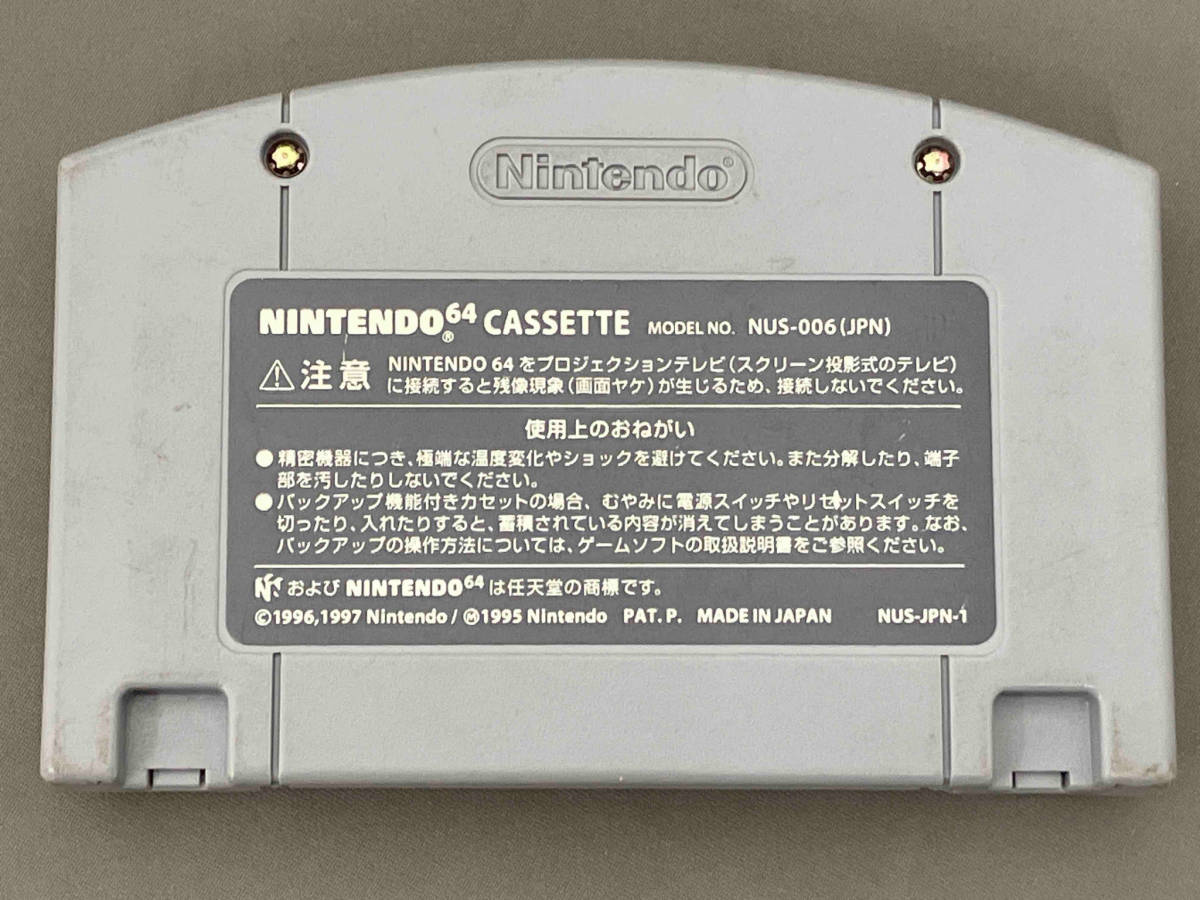 Nintendo®
NINTENDO64® CASSETTE MODEL NO. NUS-006(JPN)
⚠注意 NINTENDO 64をプロジェクションテレビ(スクリーン投影式のテレビ)
に接続すると残像現象(画面ヤケ)が生じるため、接続しないでください。
使用上のおねがい
●精密機器につき、極端な温度変化やショックを避けてください。また分解したり、端子
部を汚したりしないでください。
●バックアップ機能付きカセットの場合、むやみに電源スイッチやリセットスイッチを
切ったり、入れたりすると、蓄積されている内容が消えてしまうことがあります。なお、
バックアップの操作方法については、ゲームソフトの取扱説明書をご参照ください。
および NINTENDO64 は任天堂の商標です。
©1996,1997 Nintendo/Ⓜ1995 Nintendo PAT.P. MADE IN JAPAN NUS-JPN-1